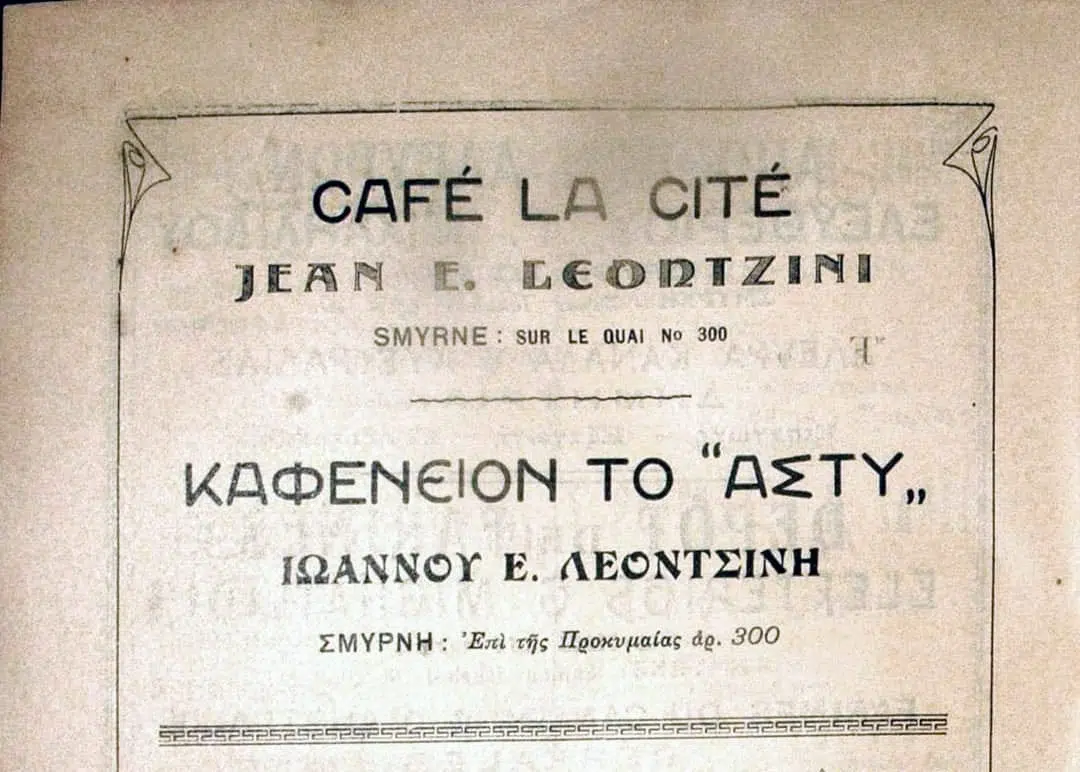 CAFÉ LA CITÉ
JEAN E. LEONTZINI
SMYRNE: SUR LE QUAI No 300
ΚΑΦΕΝΕΙΟΝ ΤΟ "ΑΣΤΥ„
ΙΩΑΝΝΟΥ Ε. ΛΕΟΝΤΣΙΝΗ
ΣΜΥΡΝΗ: Ἐπὶ τῆς Προκυμαίας ἀρ. 300